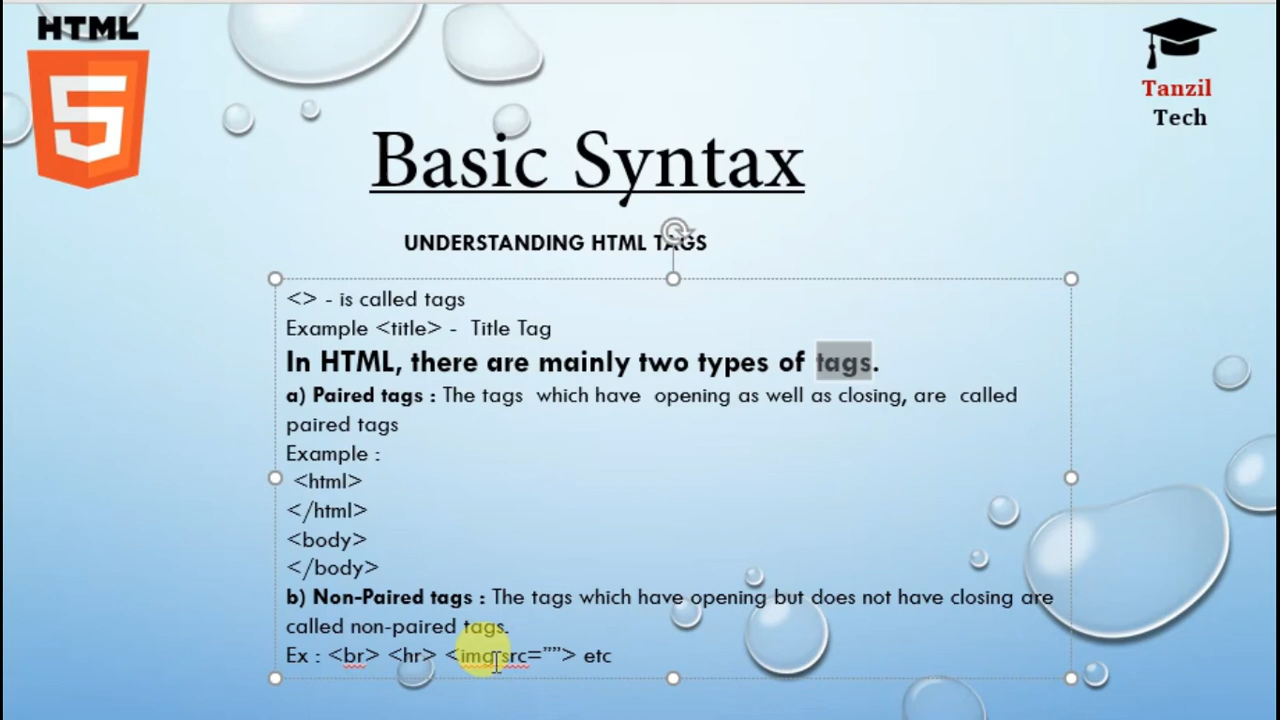 HTML
5
Tanzil
Tech
Basic Syntax
UNDERSTANDING HTML TAGS
<> - is called tags
Example <title> - Title Tag
In HTML, there are mainly two types of tags.
a) Paired tags : The tags which have opening as well as closing, are called
paired tags
Example :
<html>
</html>
<body>
</body>
b) Non-Paired tags : The tags which have opening but does not have closing are
called non-paired tags.
Ex : <br> <hr> <img src=””> etc